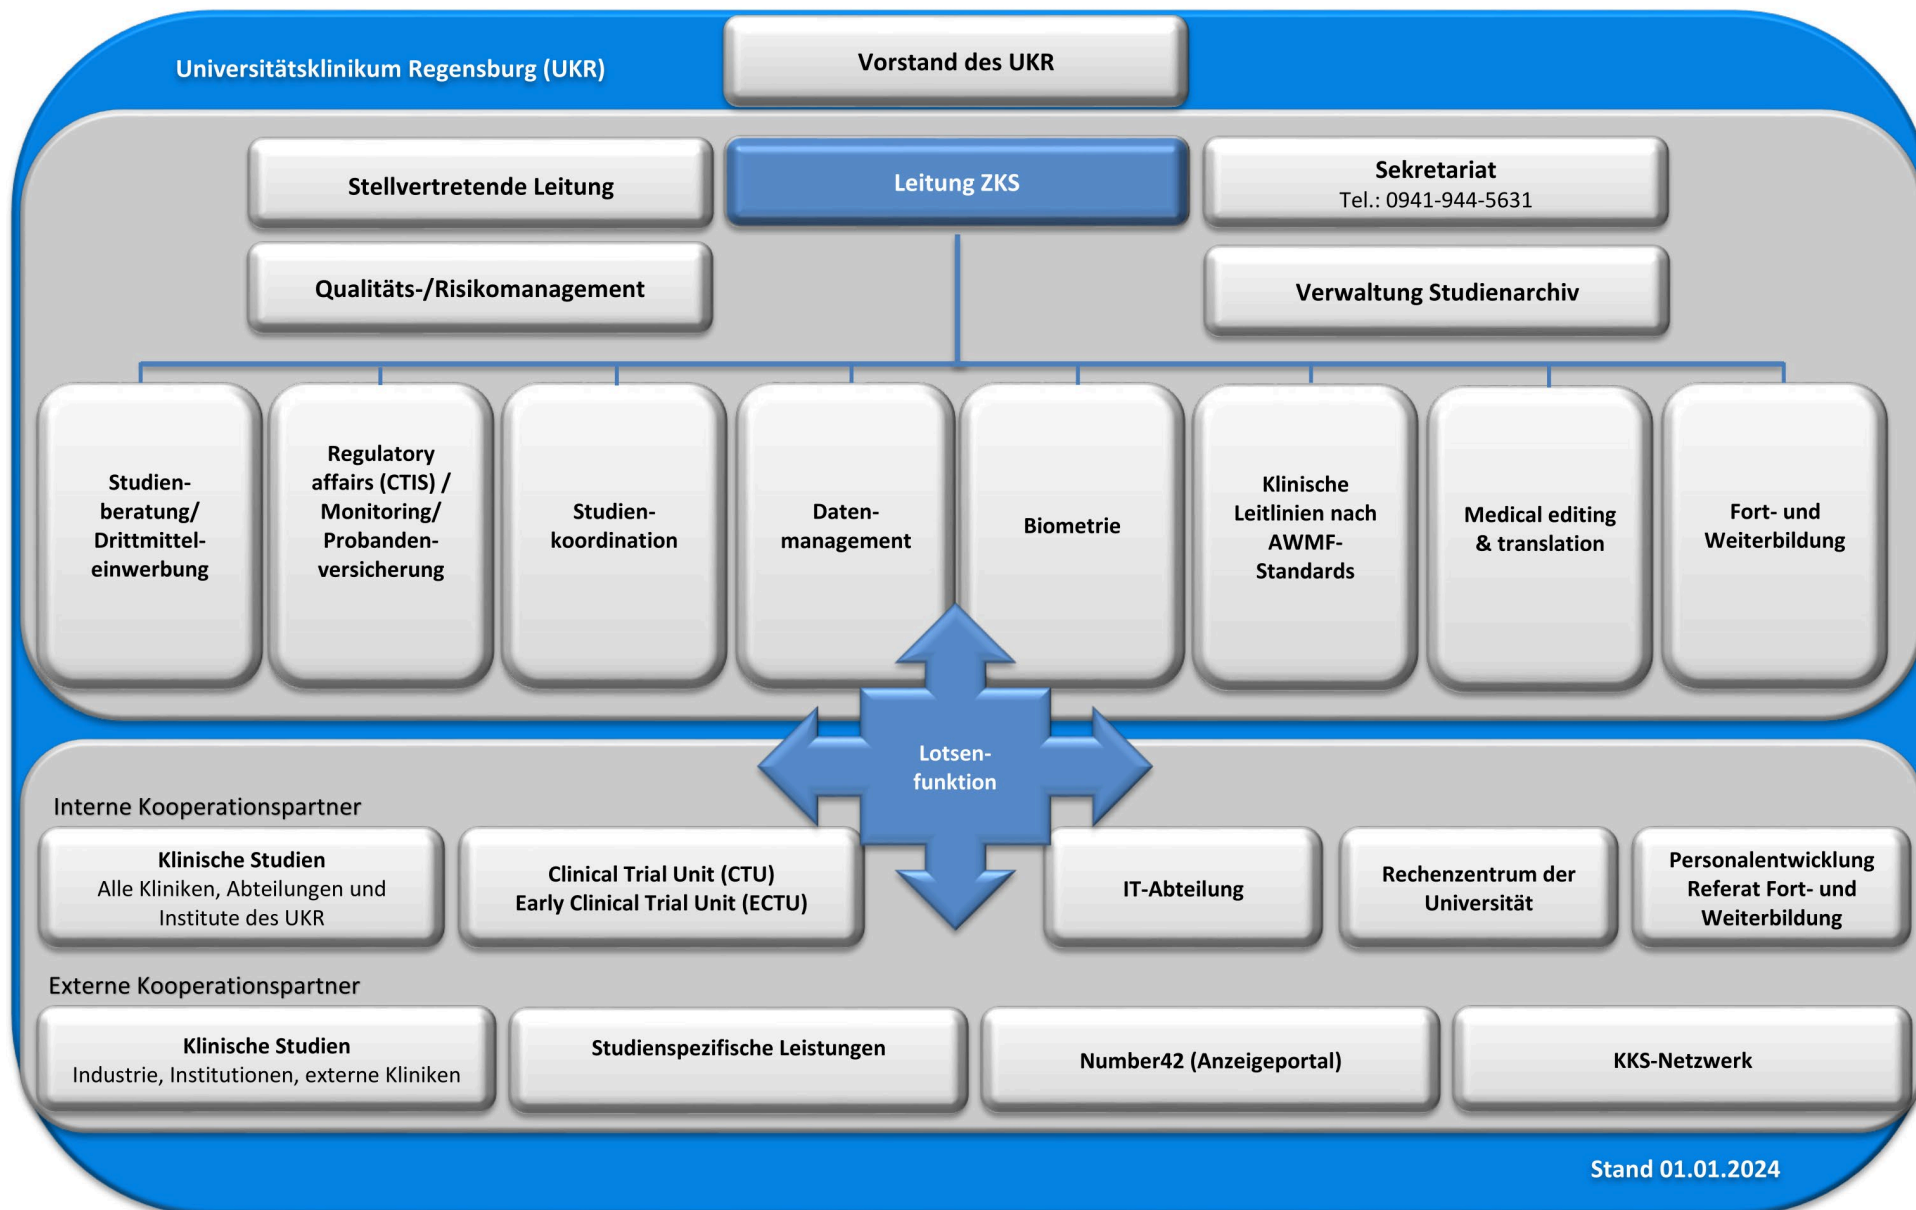 Universitätsklinikum Regensburg (UKR)
Vorstand des UKR
Stellvertretende Leitung
Leitung ZKS
Sekretariat
Tel.: 0941-944-5631
Qualitäts-/Risikomanagement
Verwaltung Studienarchiv
Studien-
beratung/
Drittmittel-
einwerbung
Regulatory
affairs (CTIS) /
Monitoring/
Probanden-
versicherung
Studien-
koordination
Daten-
management
Biometrie
Klinische
Leitlinien nach
AWMF-
Standards
Medical editing
& translation
Fort- und
Weiterbildung
Lotsen-
funktion
Interne Kooperationspartner
Klinische Studien
Alle Kliniken, Abteilungen und
Institute des UKR
Clinical Trial Unit (CTU)
Early Clinical Trial Unit (ECTU)
IT-Abteilung
Rechenzentrum der
Universität
Personalentwicklung
Referat Fort- und
Weiterbildung
Externe Kooperationspartner
Klinische Studien
Industrie, Institutionen, externe Kliniken
Studienspezifische Leistungen
Number42 (Anzeigeportal)
KKS-Netzwerk
Stand 01.01.2024